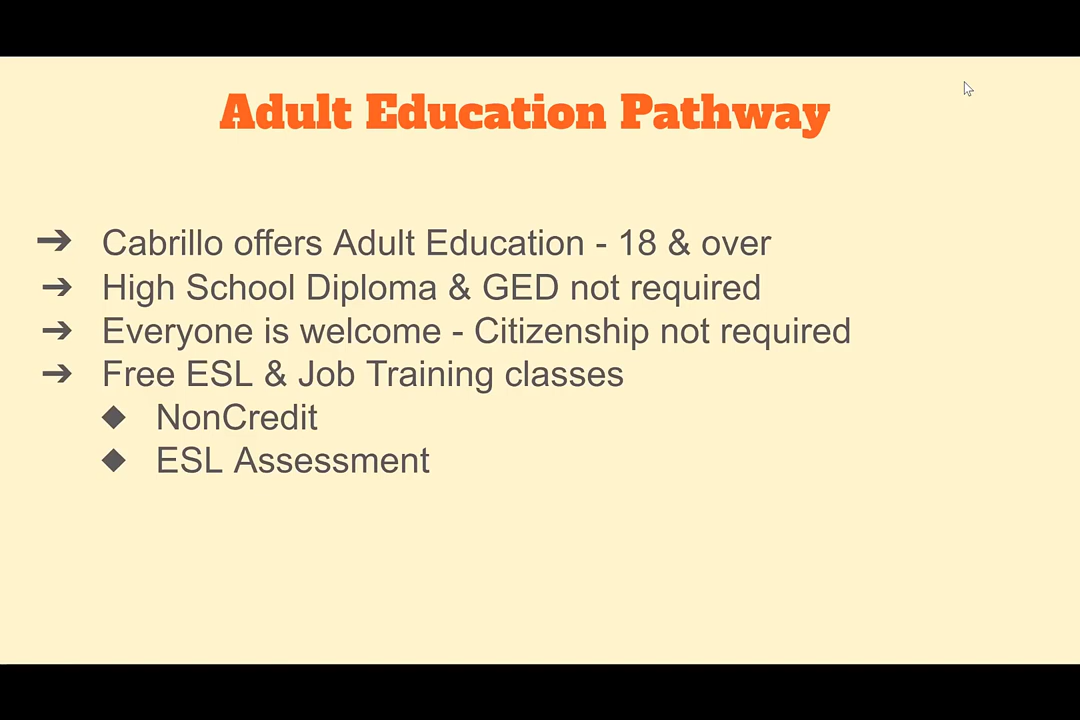 Adult Education Pathway
➔ Cabrillo offers Adult Education - 18 & over
➔ High School Diploma & GED not required
➔ Everyone is welcome - Citizenship not required
➔ Free ESL & Job Training classes
◆ NonCredit
◆ ESL Assessment